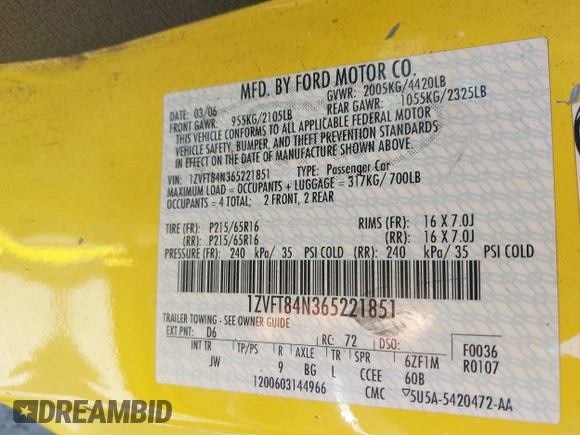 MFD. BY FORD MOTOR CO.
DATE: 03/06 GVWR: 2005KG/4420LB
FRONT GAWR: 955KG/2105LB REAR GAWR: 1055KG/2325LB
THIS VEHICLE CONFORMS TO ALL APPLICABLE FEDERAL MOTOR
VEHICLE SAFETY, BUMPER, AND THEFT PREVENTION STANDARDS
IN EFFECT ON THE DATE OF MANUFACTURE SHOWN ABOVE.
VIN: 1ZVFT84N365221851 TYPE: Passenger Car
MAXIMUM LOAD = OCCUPANTS + LUGGAGE = 317KG/700LB
OCCUPANTS = 4 TOTAL; 2 FRONT, 2 REAR
TIRE (FR): P215/65R16 RIMS (FR): 16 X 7.0J
(RR): P215/65R16 (RR): 16 X 7.0J
PRESSURE (FR): 240 kPa/ 35 PSI COLD (RR): 240 kPa/ 35 PSI COLD
1ZVFT84N365221851
TRAILER TOWING - SEE OWNER GUIDE
EXT PNT: D6 RC: 72 DSO: F0036
INT TR TP/PS R AXLE TR SPR 6ZF1M R0107
JW 9 BG L CCEE 60B
1200603144966 CMC ▽5U5A-5420472-AA
© 2025 BIDCARS.COM. All Rights Reserved.